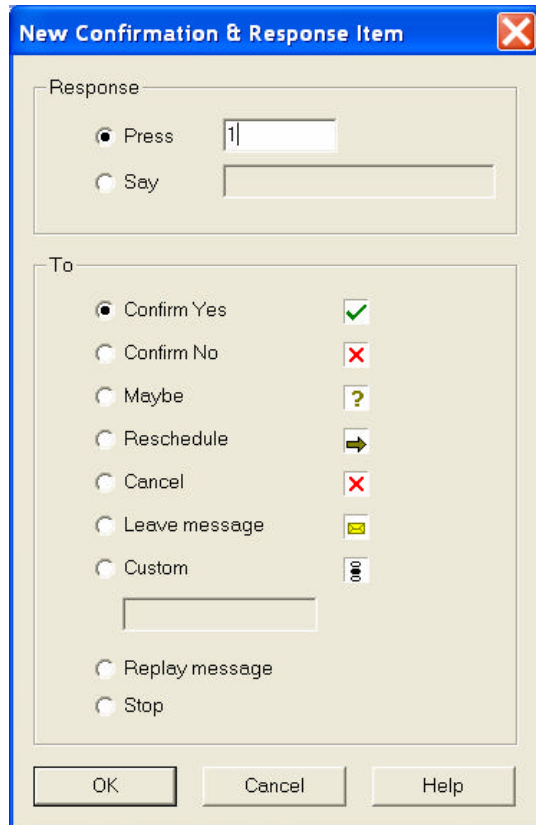 New Confirmation & Response Item
Response
Press 1
Say
To
Confirm Yes
Confirm No
Maybe ?
Reschedule
Cancel
Leave message
Custom
Replay message
Stop
OK Cancel Help